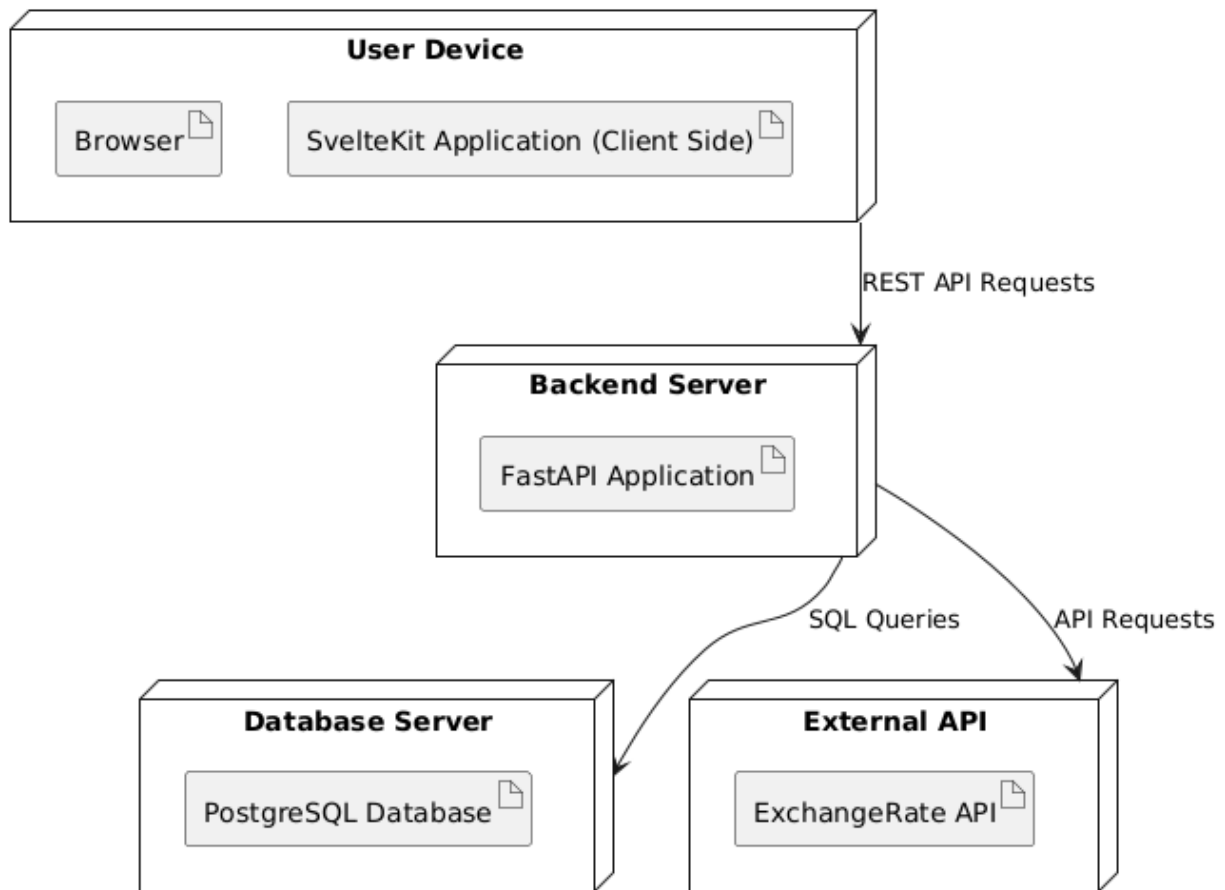 User Device
Browser
SvelteKit Application (Client Side)
REST API Requests
Backend Server
FastAPI Application
SQL Queries
API Requests
Database Server
External API
PostgreSQL Database
ExchangeRate API